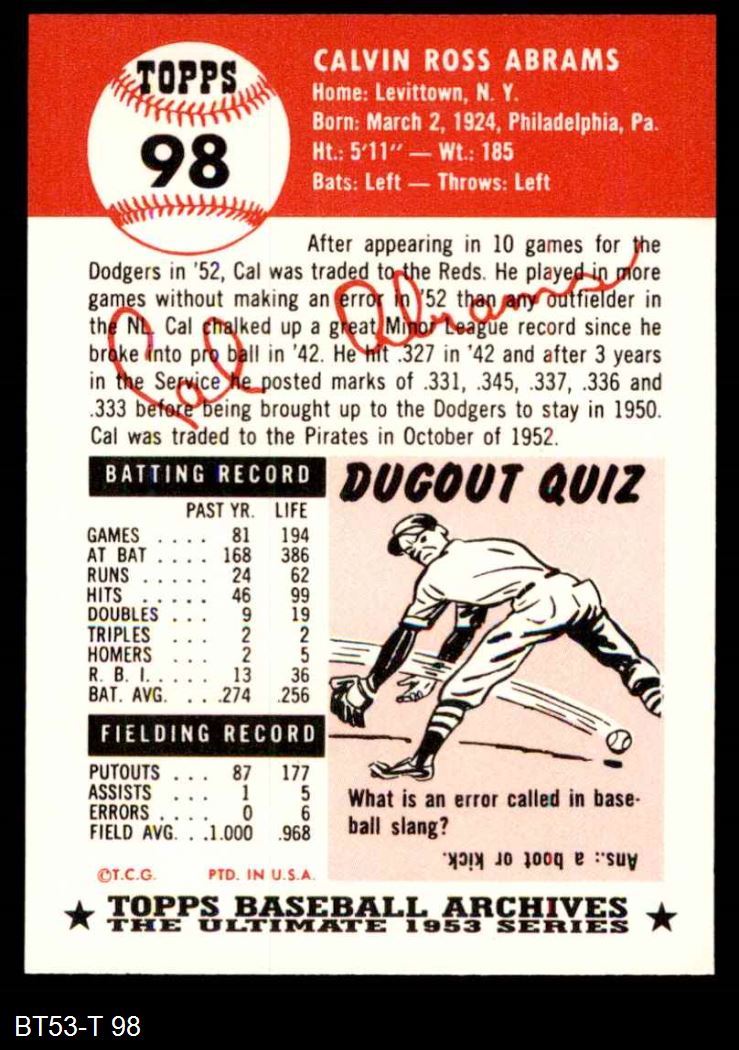 TOPPS
98
CALVIN ROSS ABRAMS
Home: Levittown, N. Y.
Born: March 2, 1924, Philadelphia, Pa.
Ht.: 5'11" — Wt.: 185
Bats: Left — Throws: Left
After appearing in 10 games for the
Dodgers in '52, Cal was traded to the Reds. He played in more
games without making an error in '52 than any outfielder in
the NL. Cal chalked up a great Minor League record since he
broke into pro ball in '42. He hit .327 in '42 and after 3 years
in the Service he posted marks of .331, .345, .337, .336 and
.333 before being brought up to the Dodgers to stay in 1950.
Cal was traded to the Pirates in October of 1952.
Cal Abrams
BATTING RECORD
PAST YR. LIFE
GAMES .... 81 194
AT BAT .... 168 386
RUNS ..... 24 62
HITS ..... 46 99
DOUBLES .. 9 19
TRIPLES ... 2 2
HOMERS ... 2 5
R. B. I..... 13 36
BAT. AVG. ... .274 .256
FIELDING RECORD
PUTOUTS ... 87 177
ASSISTS ... 1 5
ERRORS .... 0 6
FIELD AVG. ..1.000 .968
©T.C.G. PTD. IN U.S.A.
DUGOUT QUIZ
What is an error called in base-
ball slang?
Ans.: a boot or kick.
TOPPS BASEBALL ARCHIVES
THE ULTIMATE 1953 SERIES
BT53-T 98